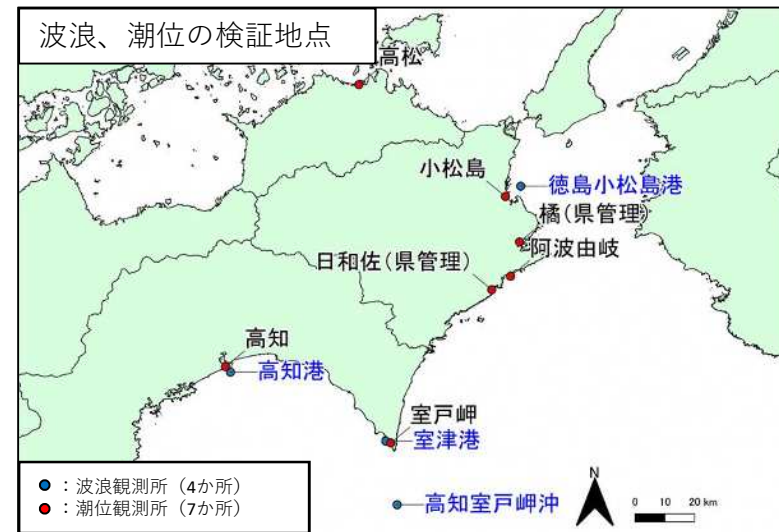 波浪、潮位の検証地点
高松
小松島
徳島小松島港
橘(県管理)
阿波由岐
日和佐(県管理)
高知
高知港
室戸岬
室津港
高知室戸岬沖
●：波浪観測所（4か所）
●：潮位観測所（7か所）
N
0 10 20 km